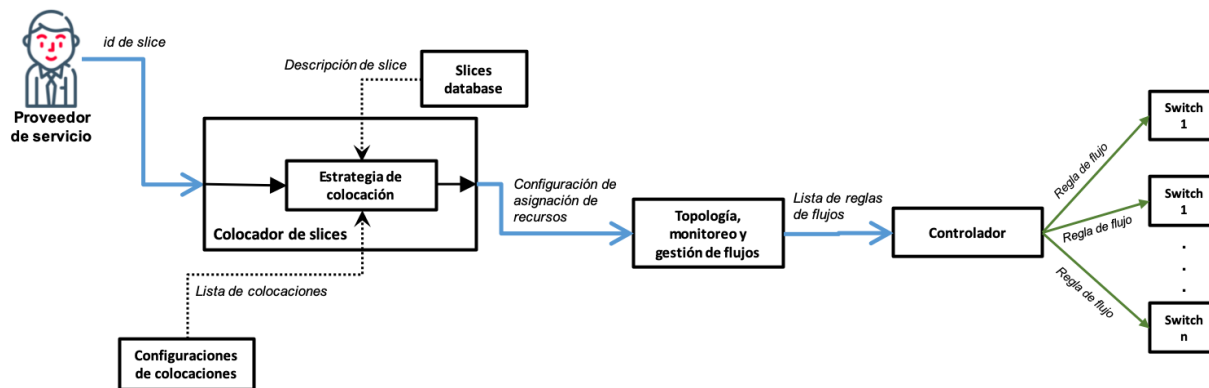 id de slice
Proveedor
de servicio
Descripción de slice
Slices
database
Estrategia de
colocación
Colocador de slices
Lista de colocaciones
Configuraciones
de colocaciones
Configuración de
asignación de
recursos
Topología,
monitoreo y
gestión de flujos
Lista de reglas
de flujos
Controlador
Regla de flujo
Regla de flujo
Regla de flujo
Switch
1
Switch
1
.
.
.
Switch
n